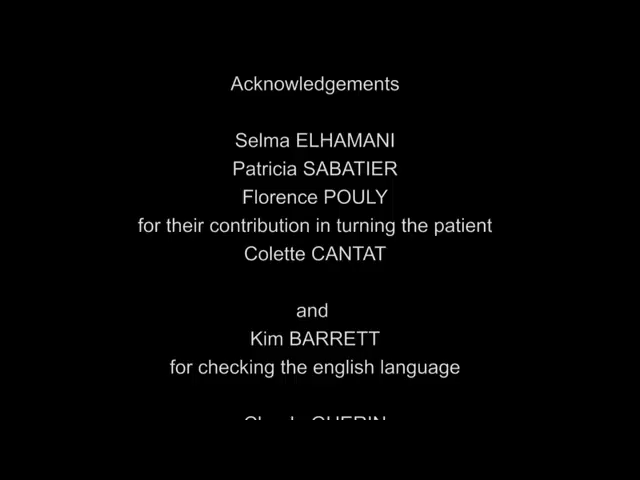 Acknowledgements
Selma ELHAMANI
Patricia SABATIER
Florence POULY
for their contribution in turning the patient
Colette CANTAT
and
Kim BARRETT
for checking the english language